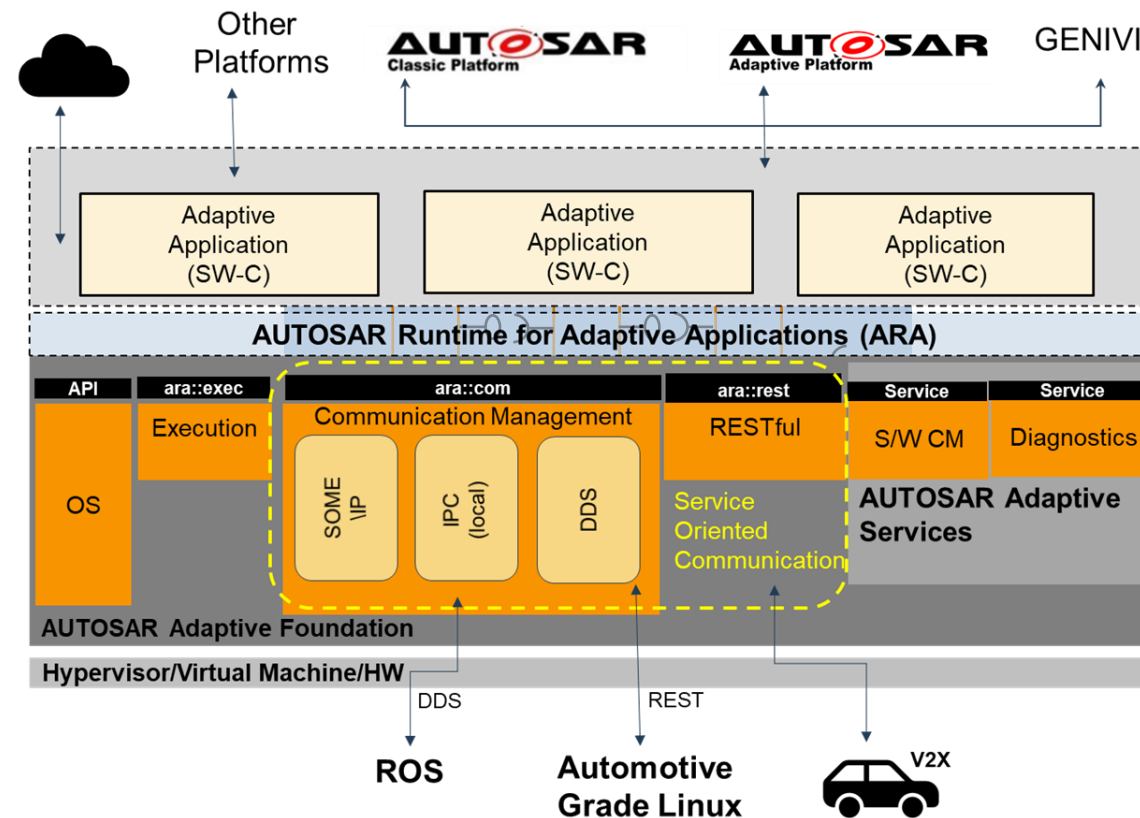 Other
Platforms
AUTOSAR
Classic Platform
AUTOSAR
Adaptive Platform
GENIVI
Adaptive
Application
(SW-C)
Adaptive
Application
(SW-C)
Adaptive
Application
(SW-C)
AUTOSAR Runtime for Adaptive Applications (ARA)
API
ara::exec
ara::com
ara::rest
Service
Service
OS
Execution
Communication Management
SOME
\IP
IPC
(local)
DDS
RESTful
S/W CM
Diagnostics
Service
Oriented
Communication
AUTOSAR Adaptive
Services
AUTOSAR Adaptive Foundation
Hypervisor/Virtual Machine/HW
DDS
REST
ROS
Automotive
Grade Linux
V2X